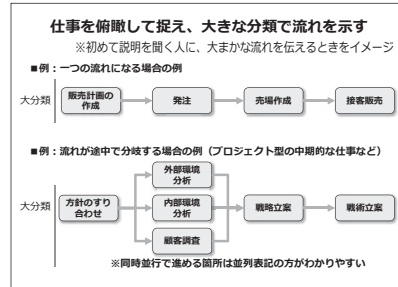 仕事を俯瞰して捉え、大きな分類で流れを示す
※初めて説明を聞く人に、大まかな流れを伝えるときをイメージ
■例：一つの流れになる場合の例
大分類
販売計画の
作成
発注
売場作成
接客販売
■例：流れが途中で分岐する場合の例（プロジェクト型の中期的な仕事など）
大分類
方針のすり
合わせ
外部環境
分析
内部環境
分析
顧客調査
戦略立案
戦術立案
※同時並行で進める箇所は並列表記の方がわかりやすい